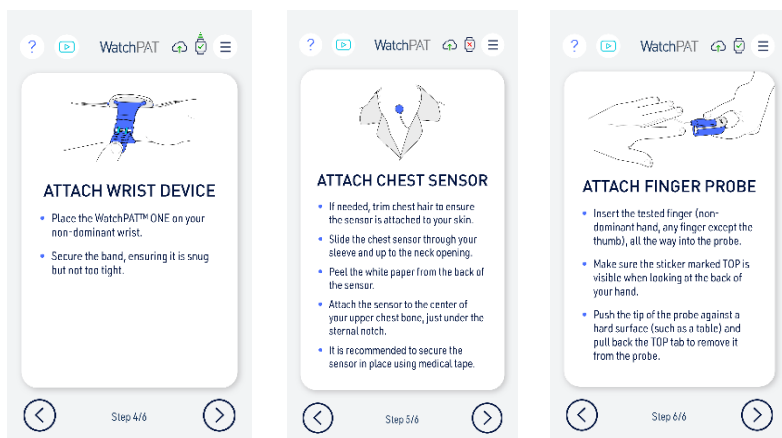 ?
WatchPAT
ATTACH WRIST DEVICE
• Place the WatchPAT™ ONE on your
non-dominant wrist.
• Secure the band, ensuring it is snug
but not too tight.
Step 4/6
?
WatchPAT
ATTACH CHEST SENSOR
• If needed, trim chest hair to ensure
the sensor is attached to your skin.
• Slide the chest sensor through your
sleeve and up to the neck opening.
• Peel the white paper from the back of
the sensor.
• Attach the sensor to the center of
your upper chest bone, just under the
sternal notch.
• It is recommended to secure the
sensor in place using medical tape.
Step 5/6
?
WatchPAT
ATTACH FINGER PROBE
• Insert the tested finger (non-
dominant hand, any finger except the
thumb), all the way into the probe.
• Make sure the sticker marked TOP is
visible when looking at the back of
your hand.
• Push the tip of the probe against a
hard surface (such as a table) and
pull back the TOP tab to remove it
from the probe.
Step 6/6